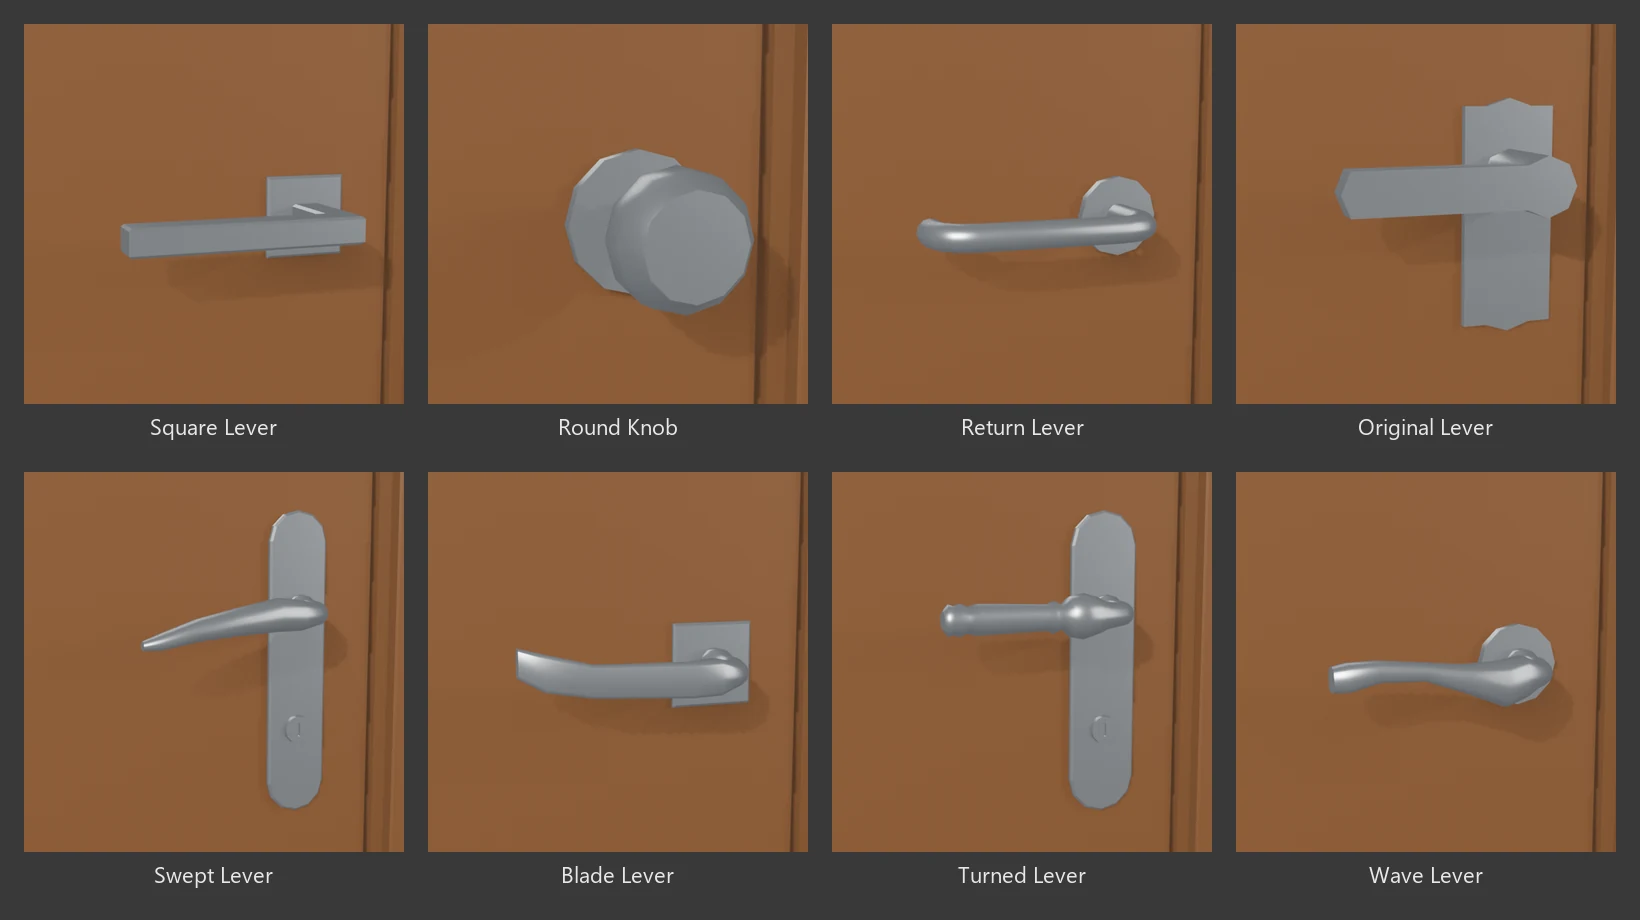 Square Lever
Round Knob
Return Lever
Original Lever
Swept Lever
Blade Lever
Turned Lever
Wave Lever